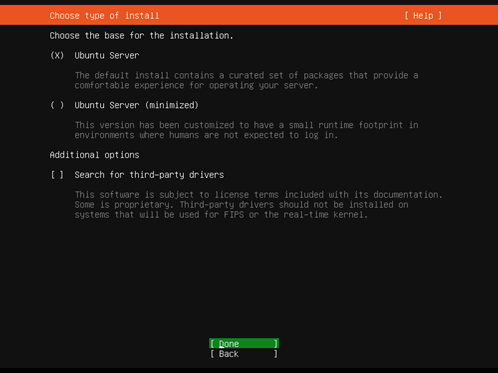 Choose type of install [ Help ]
Choose the base for the installation.
(X) Ubuntu Server
The default install contains a curated set of packages that provide a
comfortable experience for operating your server.
( ) Ubuntu Server (minimized)
This version has been customized to have a small runtime footprint in
environments where humans are not expected to log in.
Additional options
[ ] Search for third-party drivers
This software is subject to license terms included with its documentation.
Some is proprietary. Third-party drivers should not be installed on
systems that will be used for FIPS or the real-time kernel.
[ Done ]
[ Back ]